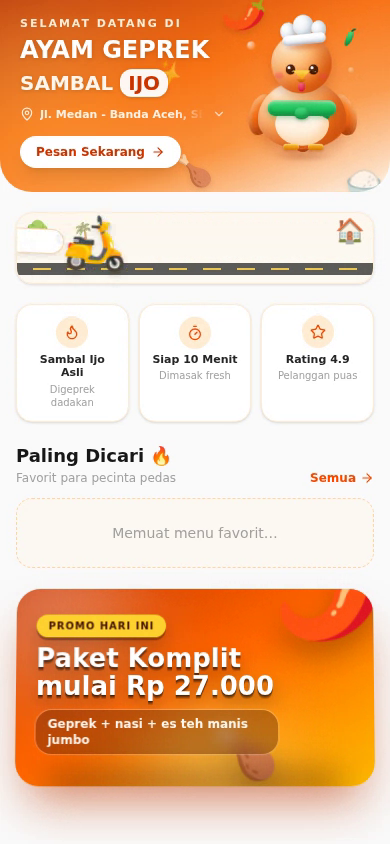 SELAMAT DATANG DI
AYAM GEPREK
SAMBAL IJO
Jl. Medan - Banda Aceh,
Pesan Sekarang
Sambal Ijo
Asli
Digeprek
dadakan
Siap 10 Menit
Dimasak fresh
Rating 4.9
Pelanggan puas
Paling Dicari 🔥
Favorit para pecinta pedas
Semua
Memuat menu favorit...
PROMO HARI INI
Paket Komplit
mulai Rp 27.000
Geprek + nasi + es teh manis
jumbo